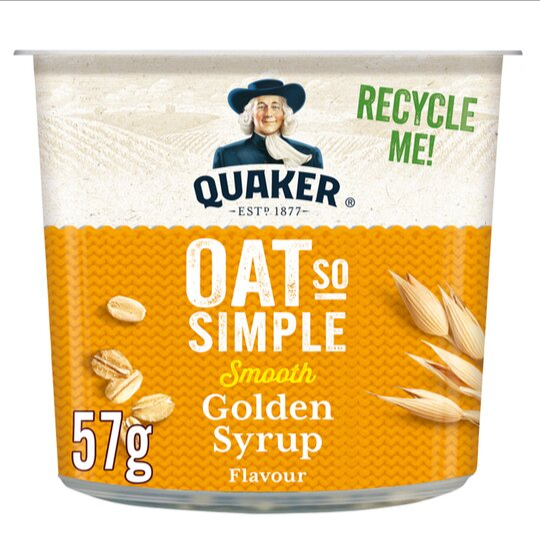 RECYCLE
ME!
QUAKER®
-ESTD 1877-
OAT SO
SIMPLE
Smooth
Golden
Syrup
Flavour
57g